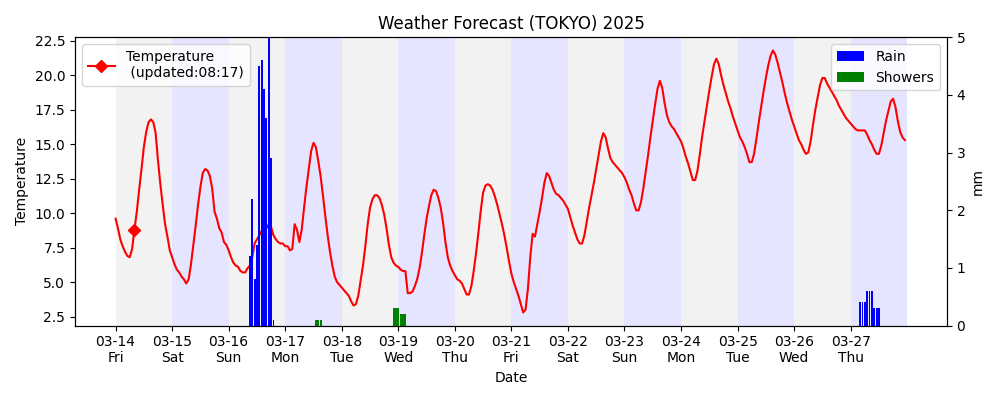 Weather Forecast (TOKYO) 2025
Temperature
(updated:08:17)
Rain
Showers
22.5
20.0
17.5
15.0
12.5
10.0
7.5
5.0
2.5
Temperature
5
4
3
2
1
0
mm
03-14 03-15 03-16 03-17 03-18 03-19 03-20 03-21 03-22 03-23 03-24 03-25 03-26 03-27
Fri Sat Sun Mon Tue Wed Thu Fri Sat Sun Mon Tue Wed Thu
Date